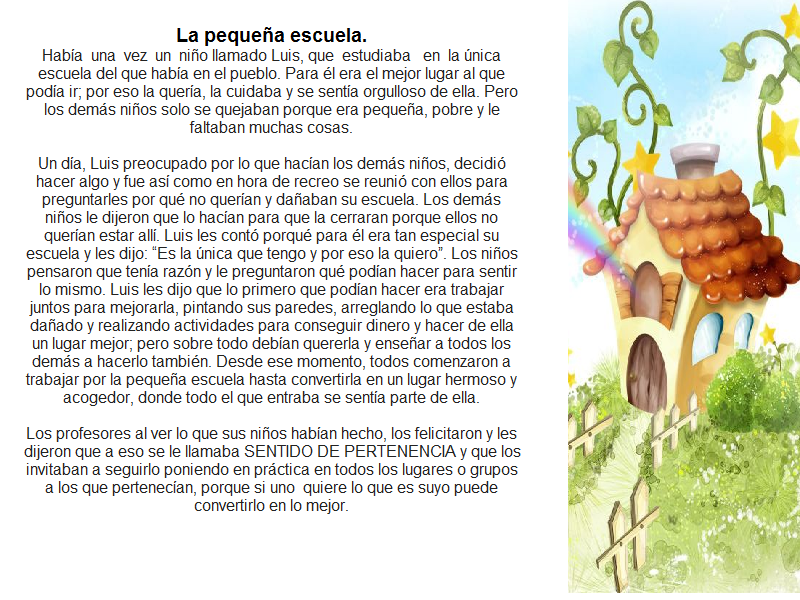 La pequeña escuela.
Había una vez un niño llamado Luis, que estudiaba en la única
escuela del que había en el pueblo. Para él era el mejor lugar al que
podía ir; por eso la quería, la cuidaba y se sentía orgulloso de ella. Pero
los demás niños solo se quejaban porque era pequeña, pobre y le
faltaban muchas cosas.
Un día, Luis preocupado por lo que hacían los demás niños, decidió
hacer algo y fue así como en hora de recreo se reunió con ellos para
preguntarles por qué no querían y dañaban su escuela. Los demás
niños le dijeron que lo hacían para que la cerraran porque ellos no
querían estar allí. Luis les contó porqué para él era tan especial su
escuela y les dijo: “Es la única que tengo y por eso la quiero”. Los niños
pensaron que tenía razón y le preguntaron qué podían hacer para sentir
lo mismo. Luis les dijo que lo primero que podían hacer era trabajar
juntos para mejorarla, pintando sus paredes, arreglando lo que estaba
dañado y realizando actividades para conseguir dinero y hacer de ella
un lugar mejor; pero sobre todo debían quererla y enseñar a todos los
demás a hacerlo también. Desde ese momento, todos comenzaron a
trabajar por la pequeña escuela hasta convertirla en un lugar hermoso y
acogedor, donde todo el que entraba se sentía parte de ella.
Los profesores al ver lo que sus niños habían hecho, los felicitaron y les
dijeron que a eso se le llamaba SENTIDO DE PERTENENCIA y que los
invitaban a seguirlo poniendo en práctica en todos los lugares o grupos
a los que pertenecían, porque si uno quiere lo que es suyo puede
convertirlo en lo mejor.